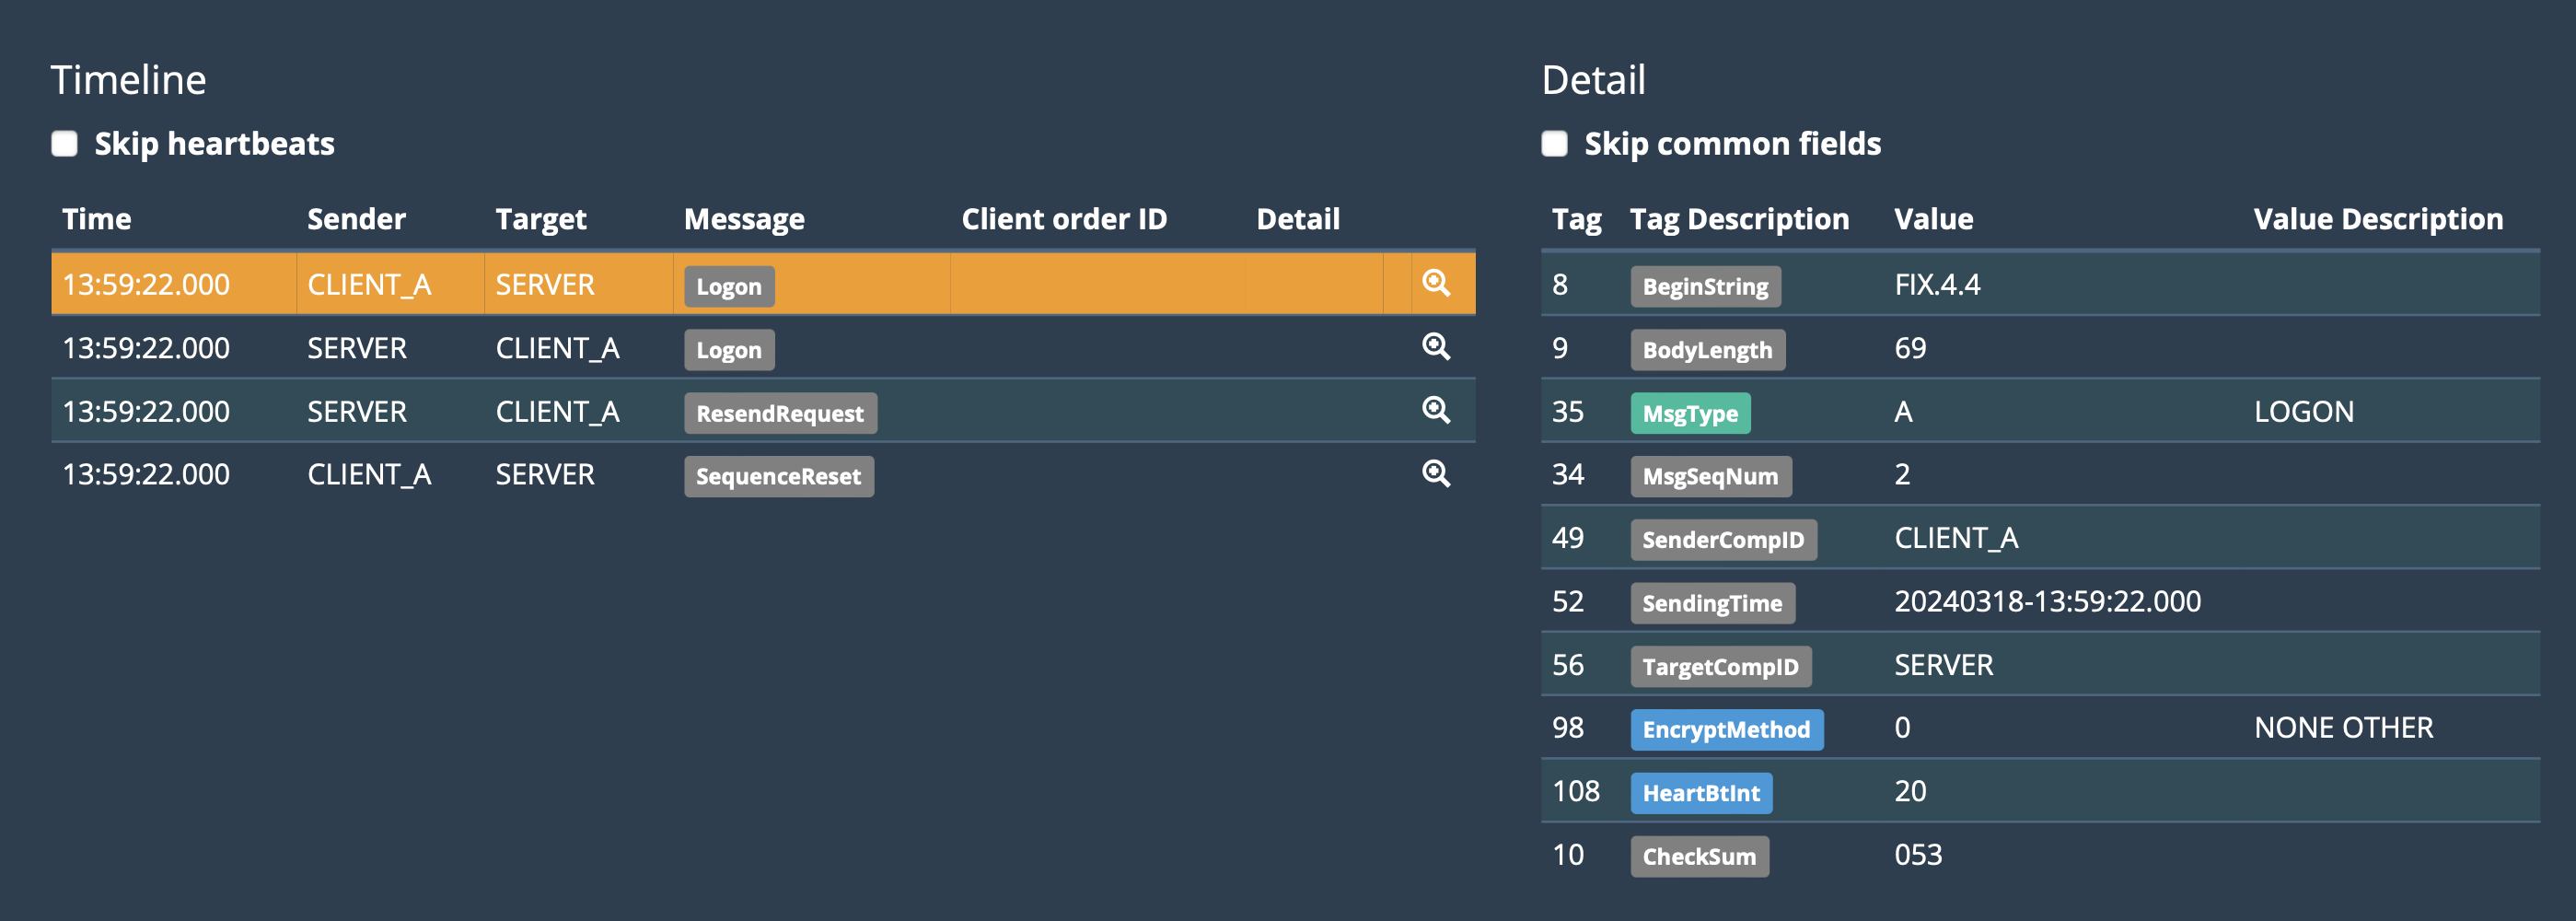 Timeline
Skip heartbeats
Time Sender Target Message Client order ID Detail
13:59:22.000 CLIENT_A SERVER Logon
13:59:22.000 SERVER CLIENT_A Logon
13:59:22.000 SERVER CLIENT_A ResendRequest
13:59:22.000 CLIENT_A SERVER SequenceReset
Detail
Skip common fields
Tag Tag Description Value Value Description
8 BeginString FIX.4.4
9 BodyLength 69
35 MsgType A LOGON
34 MsgSeqNum 2
49 SenderCompID CLIENT_A
52 SendingTime 20240318-13:59:22.000
56 TargetCompID SERVER
98 EncryptMethod 0 NONE OTHER
108 HeartBtInt 20
10 CheckSum 053